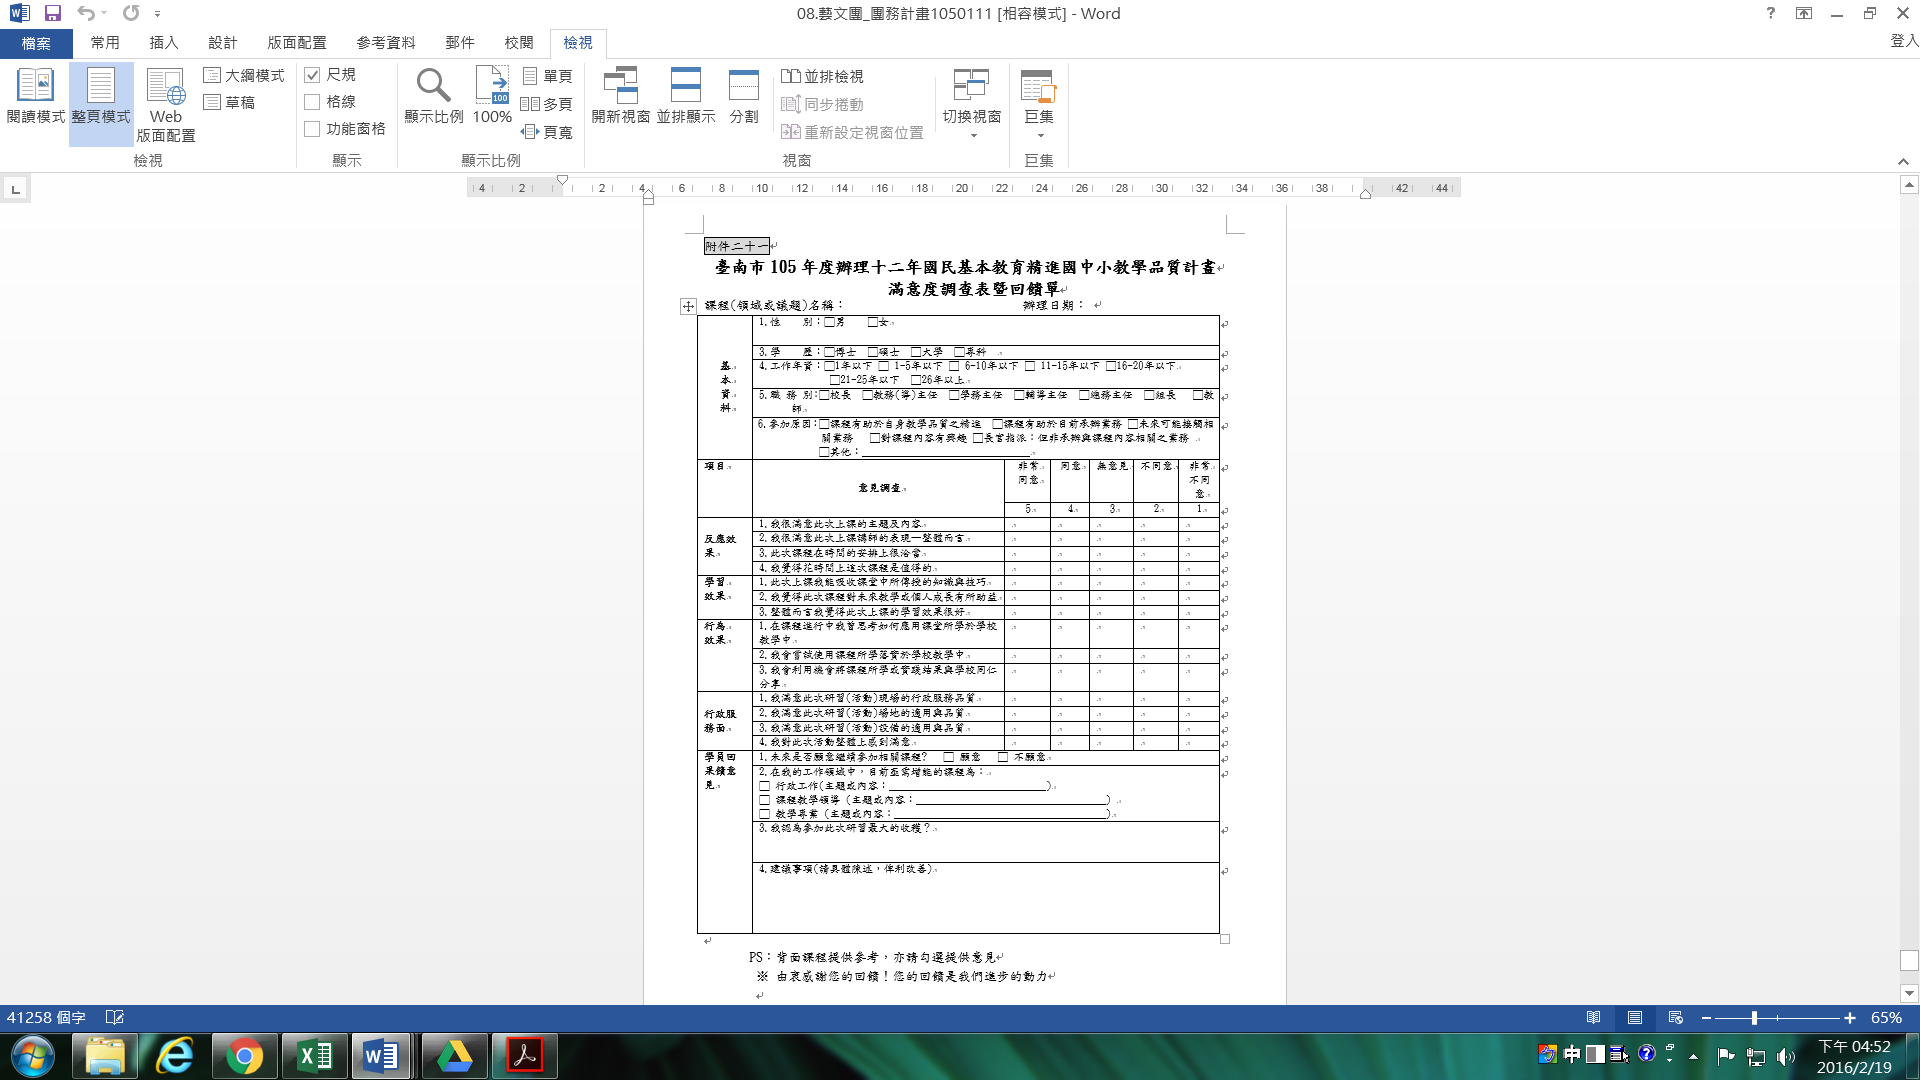 08.藝文團_團務計畫1050111 [相容模式] - Word
登入
檔案 常用 插入 設計 版面配置 參考資料 郵件 校閱 檢視
閱讀模式 整頁模式 Web 版面配置 大綱模式 草稿
檢視
尺規 格線 功能窗格
顯示
顯示比例 100% 單頁 多頁 頁寬
顯示比例
開新視窗 並排顯示 分割 並排檢視 同步捲動 重新設定視窗位置 切換視窗
視窗
巨集
巨集
4 2 2 4 6 8 10 12 14 16 18 20 22 24 26 28 30 32 34 36 38 42 44
附件二十一
臺南市 105 年度辦理十二年國民基本教育精進國中小教學品質計畫
滿意度調查表暨回饋單
課程(領域或議題)名稱： 辦理日期：
基本資料
1.性 別：□男 □女
3.學 歷：□博士 □碩士 □大學 □專科
4.工作年資：□1年以下 □ 1-5年以下 □ 6-10年以下 □ 11-15年以下 □16-20年以下
□21-25年以下 □26年以上
5.職 務 別：□校長 □教務(導)主任 □學務主任 □輔導主任 □總務主任 □組長 □教
師
6.參加原因：□課程有助於自身教學品質之精進 □課程有助於目前承辦業務 □未來可能接觸相
關業務 □對課程內容有興趣 □長官指派：但非承辦與課程內容相關之業務
□其他：
項目 意見調查 非常同意 同意 無意見 不同意 非常不同意
5 4 3 2 1
反應效果
1.我很滿意此次上課的主題及內容
2.我很滿意此次上課講師的表現—整體而言
3.此次課程在時間的安排上很洽當
4.我覺得花時間上這次課程是值得的
學習效果
1.此次上課我能吸收課堂中所傳授的知識與技巧
2.我覺得此次課程對未來教學或個人成長有所助益
3.整體而言我覺得此次上課的學習效果很好
行為效果
1.在課程進行中我曾思考如何應用課堂所學於學校
教學中
2.我會嘗試使用課程所學落實於學校教學中
3.我會利用機會將課程所學或實踐結果與學校同仁
分享
行政服務面
1.我滿意此次研習(活動)現場的行政服務品質
2.我滿意此次研習(活動)場地的適用與品質
3.我滿意此次研習(活動)設備的適用與品質
4.我對此次活動整體上感到滿意
學員回果饋意見
1.未來是否願意繼續參加相關課程? □ 願意 □ 不願意
2.在我的工作領域中，目前亟需增能的課程為：
□ 行政工作(主題或內容：)
□ 課程教學領導 (主題或內容：)
□ 教學專業 (主題或內容：)
3.我認為參加此次研習最大的收穫？
4.建議事項(請具體陳述，俾利改善)
PS：背面課程提供參考，亦請勾選提供意見
※ 由衷感謝您的回饋！您的回饋是我們進步的動力
41258 個字
65%
中
下午 04:52
2016/2/19